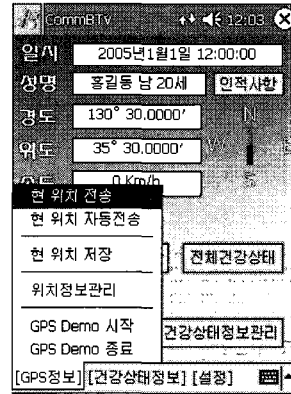 CommBTv 12:03
일시 2005년1월1일 12:00:00
성명 홍길동 남 20세 인적사항
경도 130° 30.0000′ N
위도 35° 30.0000′ W
속도 0 Km/h
현 위치 전송
현 위치 자동전송
현 위치 저장
전체건강상태
위치정보관리
GPS Demo 시작
건강상태정보관리
GPS Demo 종료
[GPS정보] [건강상태정보] [설정]